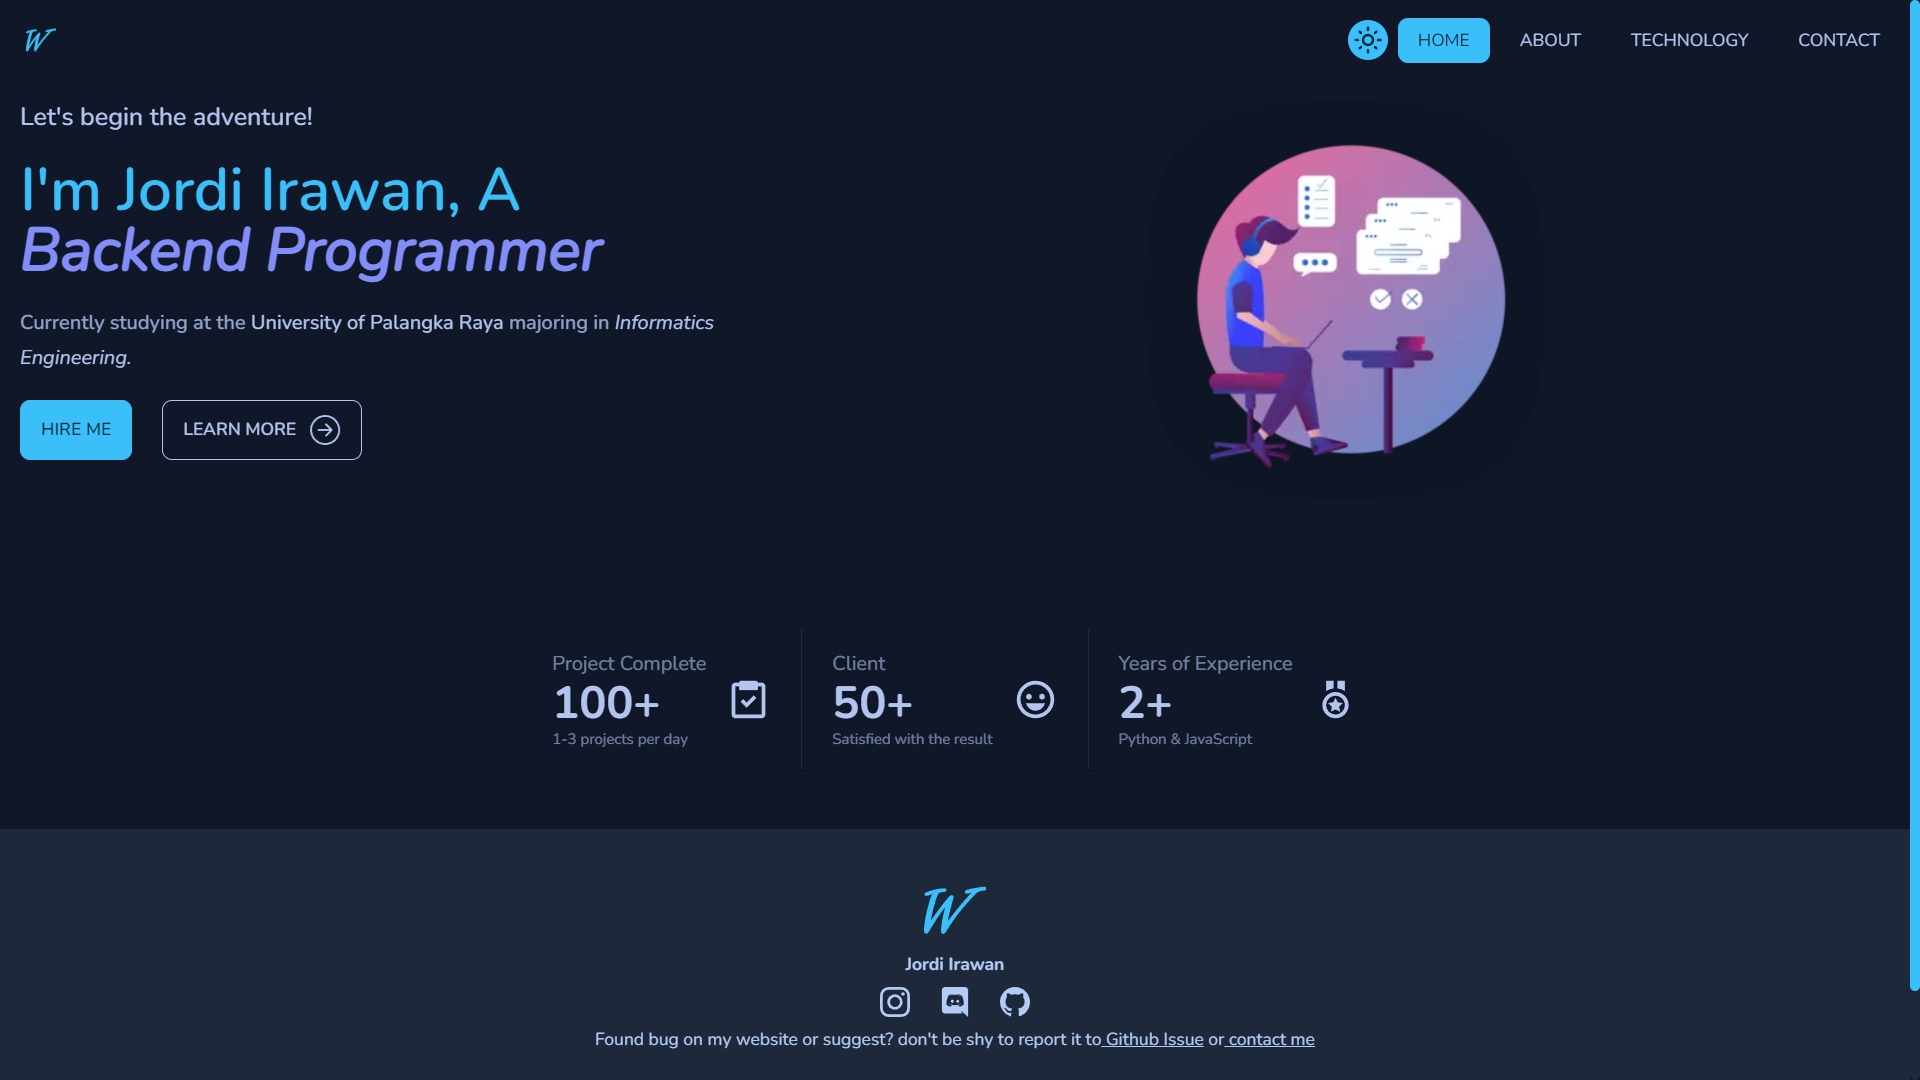 W
HOME
ABOUT
TECHNOLOGY
CONTACT
Let's begin the adventure!
I'm Jordi Irawan, A
Backend Programmer
Currently studying at the University of Palangka Raya majoring in Informatics
Engineering.
HIRE ME
LEARN MORE
Project Complete
100+
1-3 projects per day
Client
50+
Satisfied with the result
Years of Experience
2+
Python & JavaScript
W
Jordi Irawan
Found bug on my website or suggest? don't be shy to report it to Github Issue or contact me